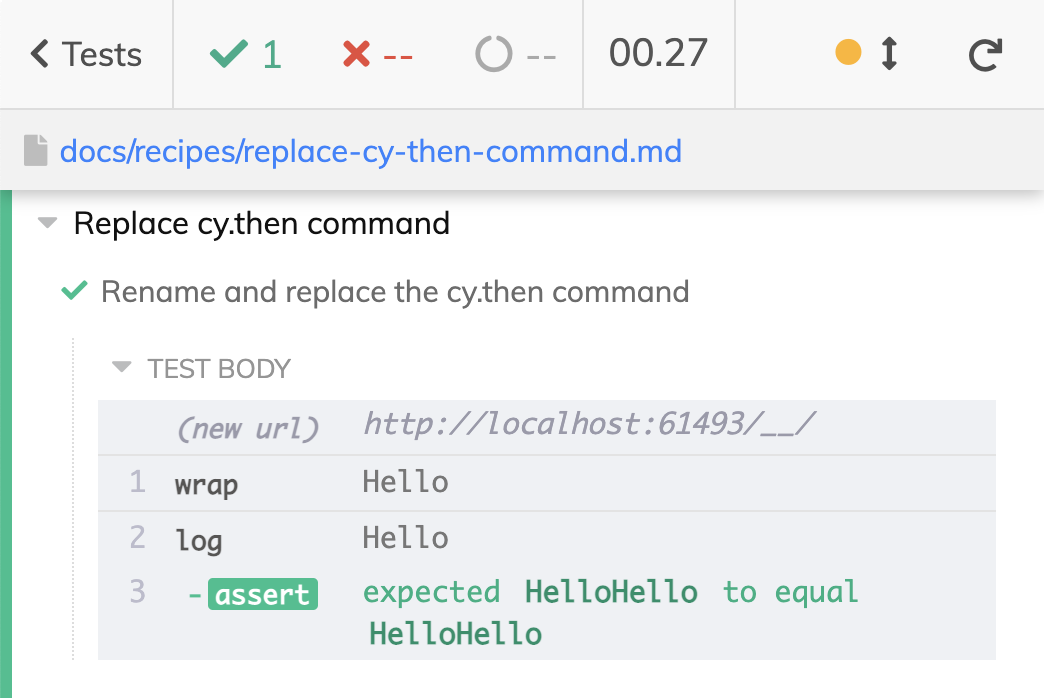 Tests 1 -- -- 00.27
docs/recipes/replace-cy-then-command.md
Replace cy.then command
Rename and replace the cy.then command
TEST BODY
(new url) http://localhost:61493/__/
1 wrap Hello
2 log Hello
3 -assert expected HelloHello to equal
HelloHello